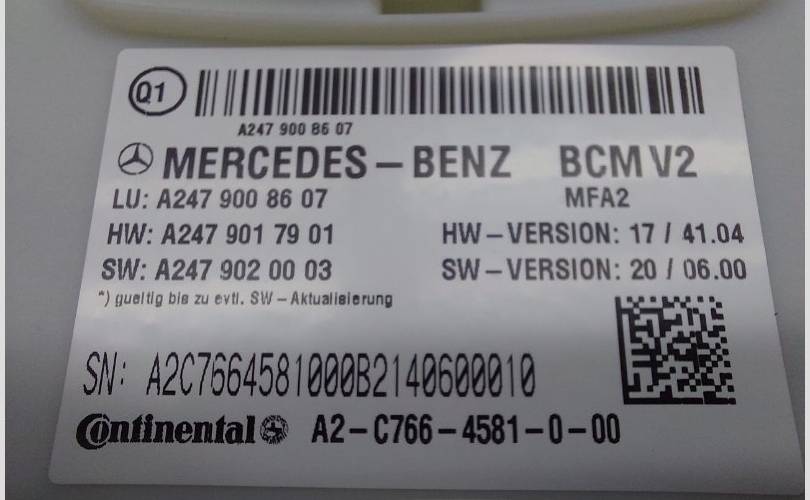 Q1
A247 900 86 07
MERCEDES-BENZ BCM V2
LU: A247 900 86 07 MFA2
HW: A247 901 79 01 HW-VERSION: 17 / 41.04
SW: A247 902 00 03 SW-VERSION: 20 / 06.00
*) gueltig bis zu evtl. SW-Aktualisierung
SN: A2C7664581000B2140600010
Continental A2-C766-4581-0-00